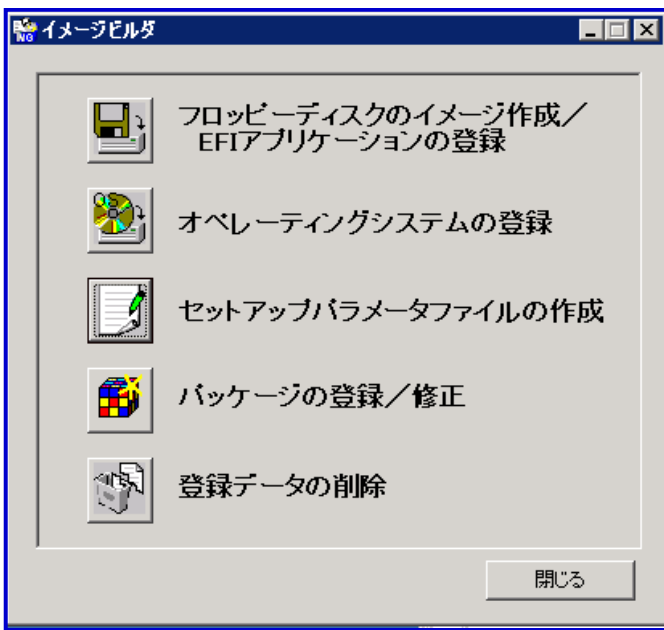 イメージビルダ
フロッピーディスクのイメージ作成／
EFIアプリケーションの登録
オペレーティングシステムの登録
セットアップパラメータファイルの作成
パッケージの登録／修正
登録データの削除
閉じる